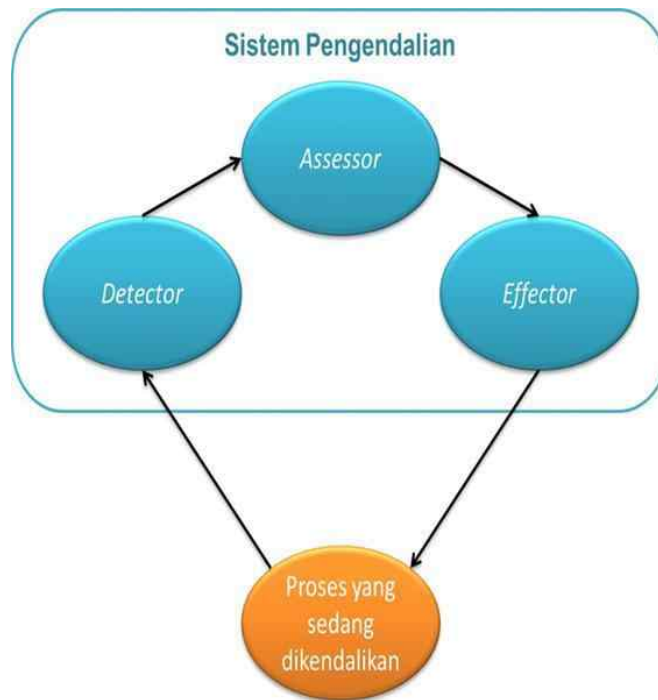 Sistem Pengendalian
Assessor
Detector
Effector
Proses yang
sedang
dikendalikan